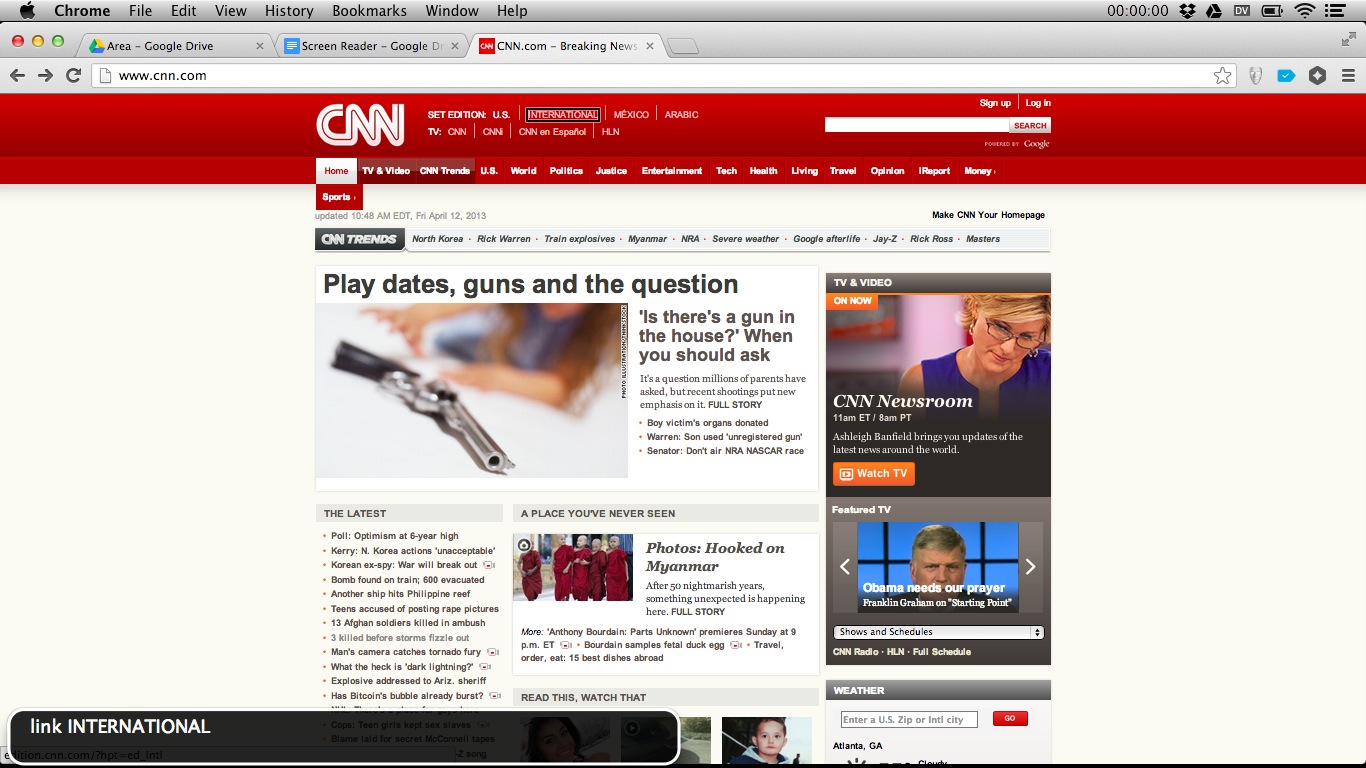 Chrome File Edit View History Bookmarks Window Help 00:00:00 DV
Area - Google Drive Screen Reader - Google Dr CNN.com - Breaking News
www.cnn.com
CNN
SET EDITION: U.S. INTERNATIONAL MÉXICO ARABIC
TV: CNN CNNi CNN en Español HLN
Sign up Log in
SEARCH
POWERED BY Google
Home TV & Video CNN Trends U.S. World Politics Justice Entertainment Tech Health Living Travel Opinion iReport Money ›
Sports ›
updated 10:48 AM EDT, Fri April 12, 2013
Make CNN Your Homepage
CNN TRENDS North Korea · Rick Warren · Train explosives · Myanmar · NRA · Severe weather · Google afterlife · Jay-Z · Rick Ross · Masters
Play dates, guns and the question
PHOTO ILLUSTRATION/THINKSTOCK
'Is there's a gun in
the house?' When
you should ask
It's a question millions of parents have
asked, but recent shootings put new
emphasis on it. FULL STORY
• Boy victim's organs donated
• Warren: Son used 'unregistered gun'
• Senator: Don't air NRA NASCAR race
TV & VIDEO
ON NOW
CNN Newsroom
11am ET / 8am PT
Ashleigh Banfield brings you updates of the
latest news around the world.
Watch TV
Featured TV
Obama needs our prayer
Franklin Graham on "Starting Point"
Shows and Schedules
CNN Radio · HLN · Full Schedule
THE LATEST
• Poll: Optimism at 6-year high
• Kerry: N. Korea actions 'unacceptable'
• Korean ex-spy: War will break out
• Bomb found on train; 600 evacuated
• Another ship hits Philippine reef
• Teens accused of posting rape pictures
• 13 Afghan soldiers killed in ambush
• 3 killed before storms fizzle out
• Man's camera catches tornado fury
• What the heck is 'dark lightning?'
• Explosive addressed to Ariz. sheriff
• Has Bitcoin's bubble already burst?
• Cops: Teen girls kept sex slaves
• Blame laid for secret McConnell tapes
-Z song
A PLACE YOU'VE NEVER SEEN
Photos: Hooked on
Myanmar
After 50 nightmarish years,
something unexpected is happening
here. FULL STORY
More: 'Anthony Bourdain: Parts Unknown' premieres Sunday at 9
p.m. ET • Bourdain samples fetal duck egg • Travel,
order, eat: 15 best dishes abroad
READ THIS, WATCH THAT
WEATHER
Enter a U.S. Zip or Intl city GO
Atlanta, GA
Cloudy
link INTERNATIONAL
edition.cnn.com/?hpt=ed_Intl